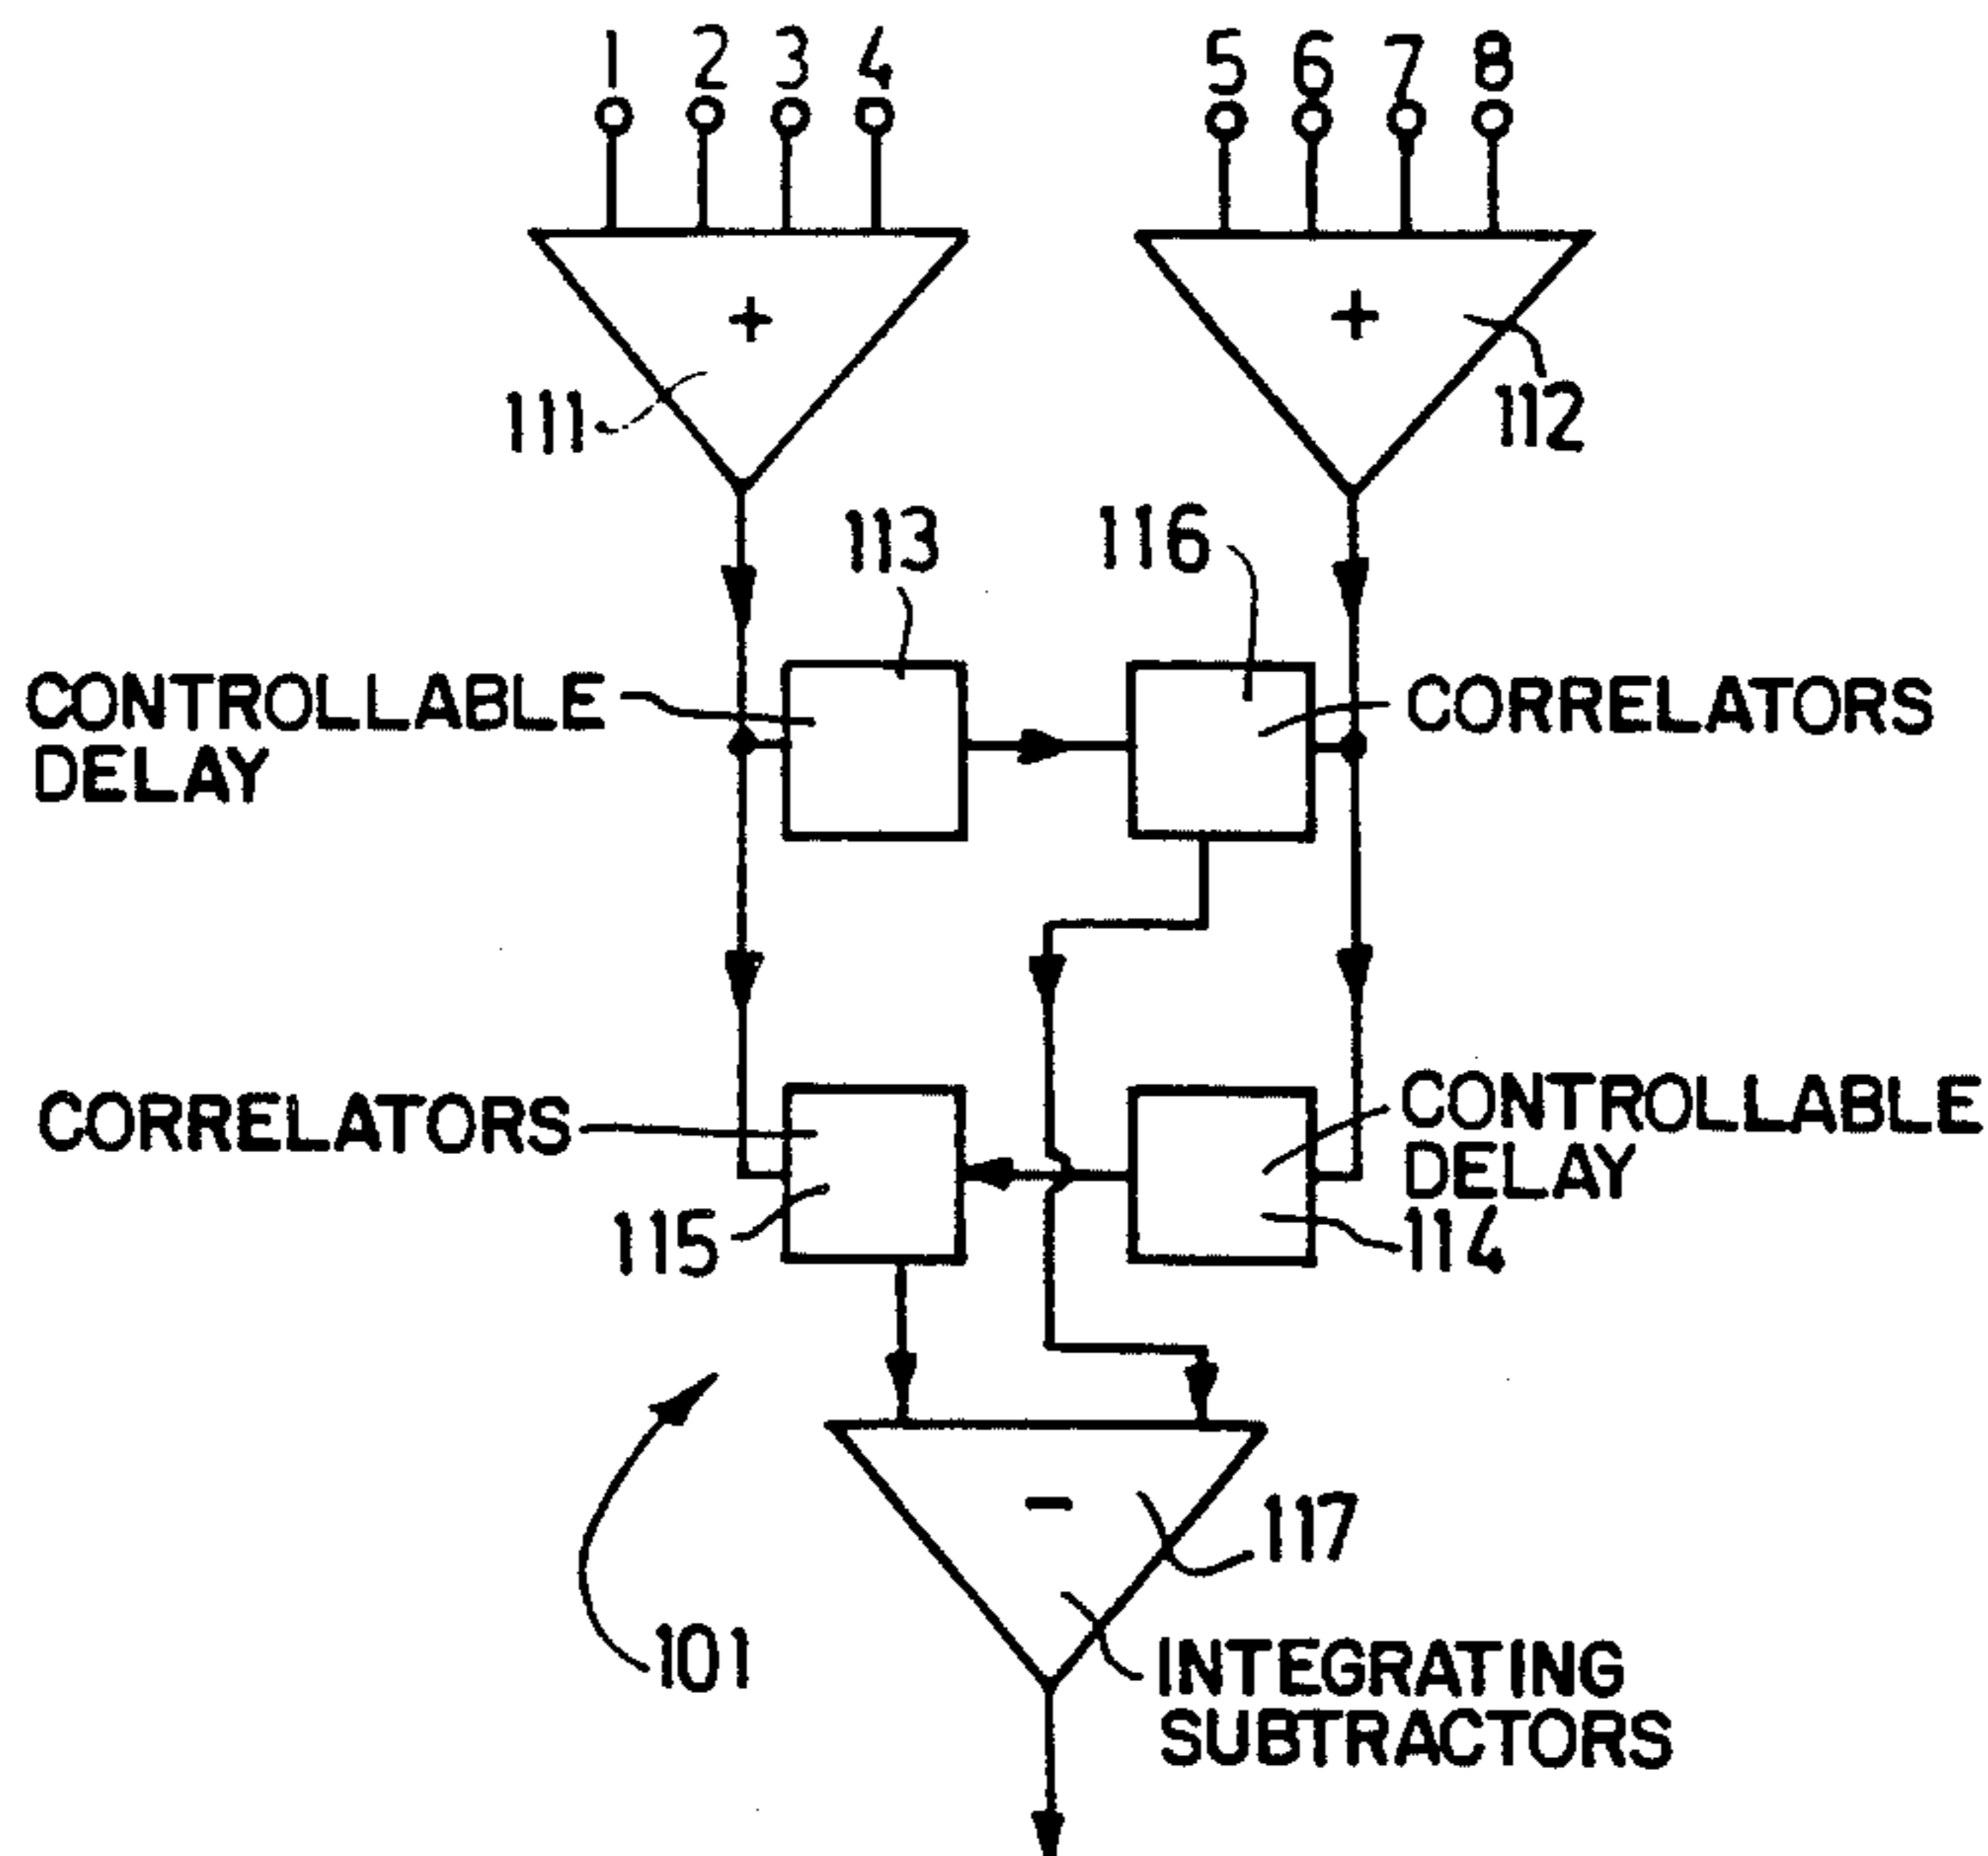 1 2 3 4 5 6 7 8
+ +
111 112
113 116
CONTROLLABLE
DELAY
CORRELATORS
CORRELATORS
CONTROLLABLE
DELAY
115 114
-
117
101
INTEGRATING
SUBTRACTORS